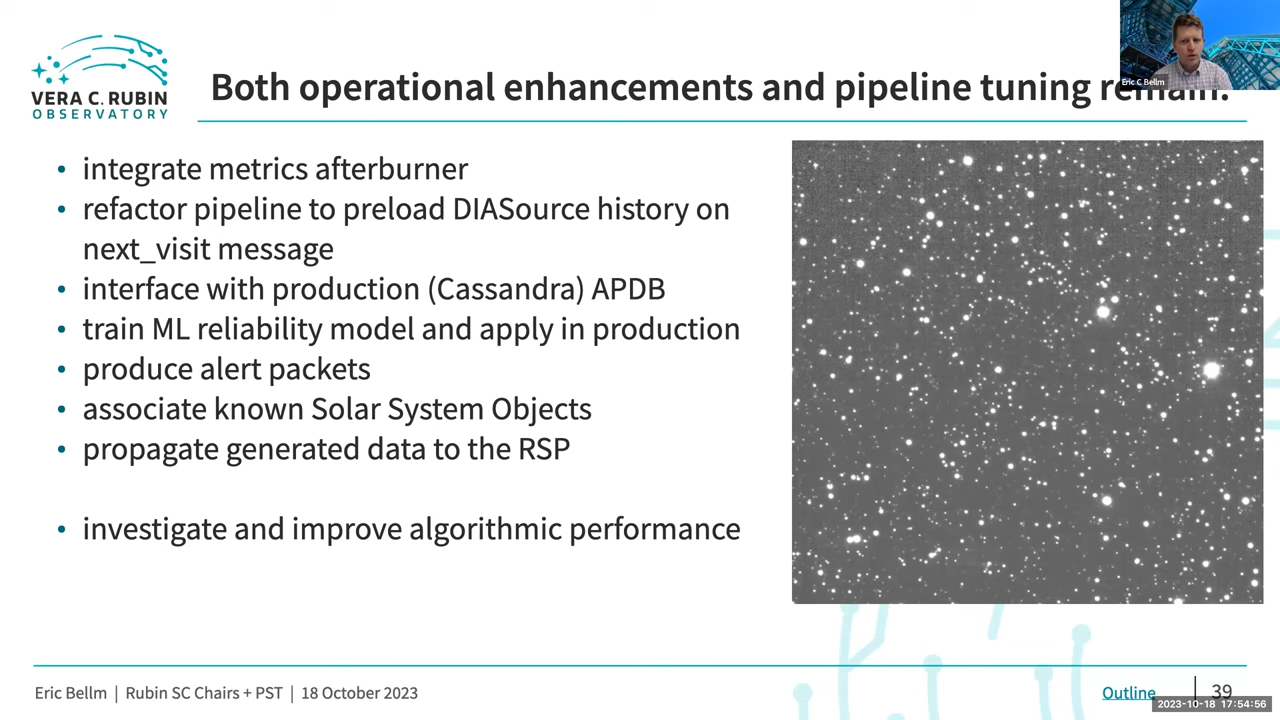 VERA C. RUBIN
OBSERVATORY
Both operational enhancements and pipeline tuning remain.
Eric C Bellm
• integrate metrics afterburner
• refactor pipeline to preload DIASource history on
next_visit message
• interface with production (Cassandra) APDB
• train ML reliability model and apply in production
• produce alert packets
• associate known Solar System Objects
• propagate generated data to the RSP
• investigate and improve algorithmic performance
Eric Bellm | Rubin SC Chairs + PST | 18 October 2023
Outline
39
2023-10-18 17:54:56